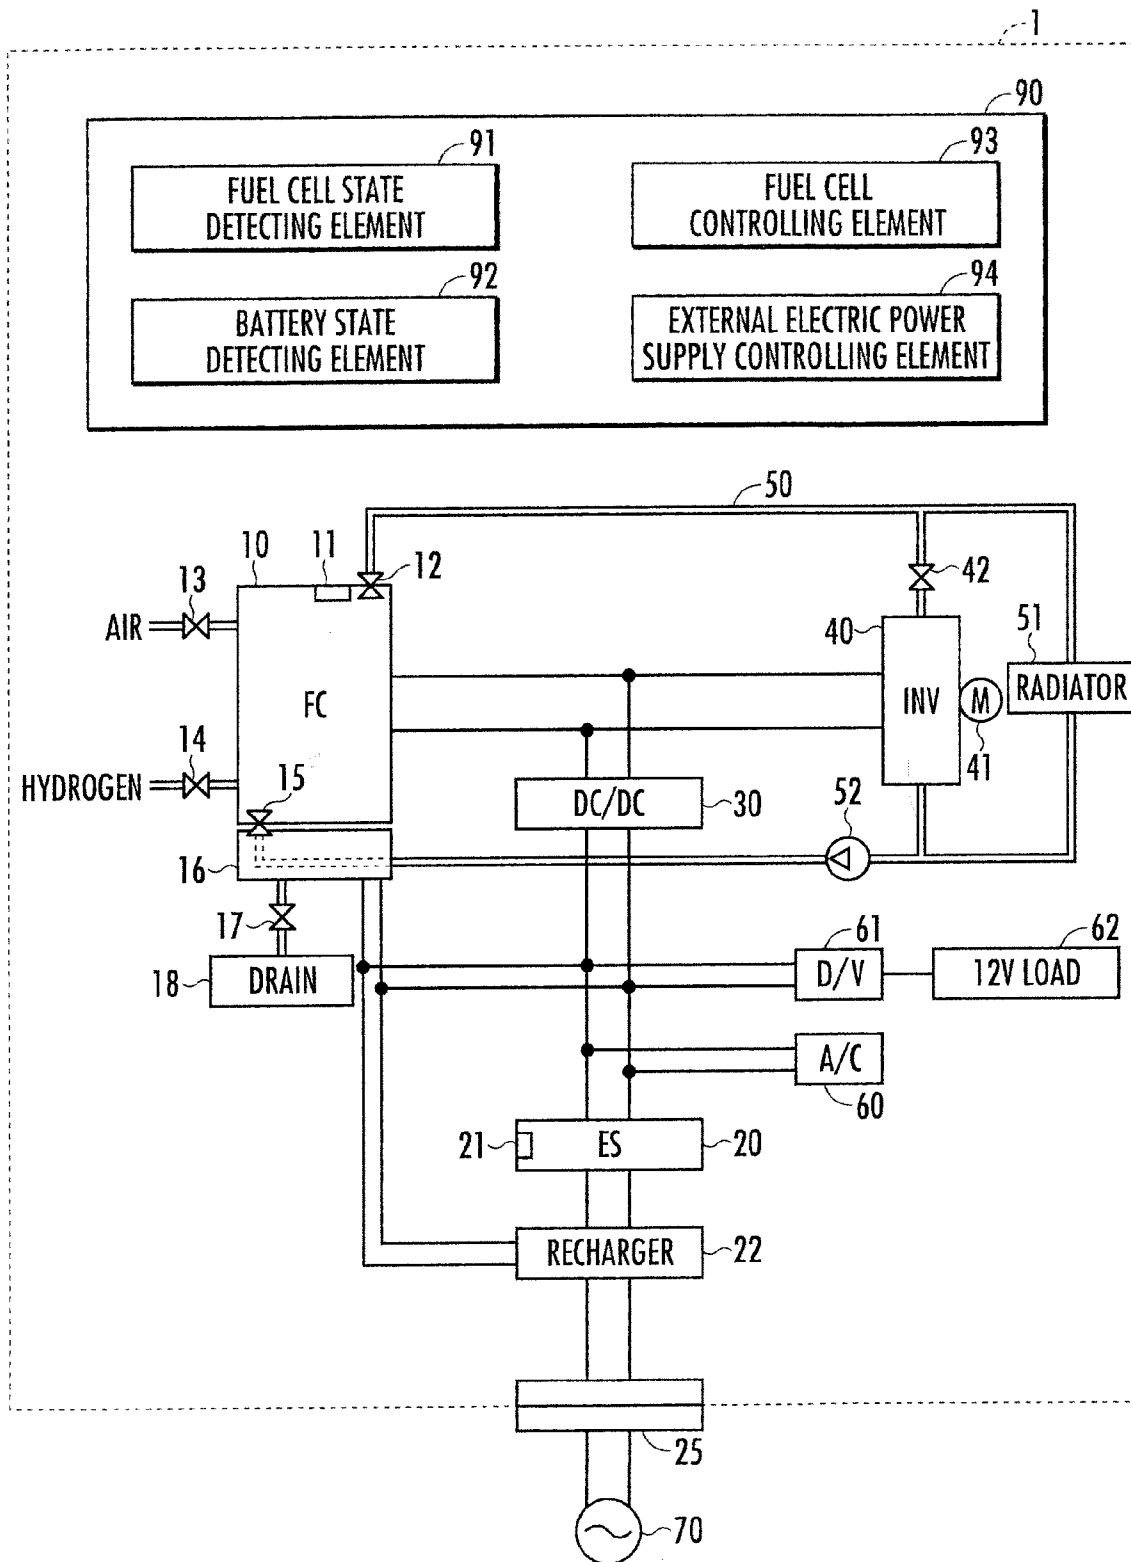 1
90
91
FUEL CELL STATE
DETECTING ELEMENT
93
FUEL CELL
CONTROLLING ELEMENT
92
BATTERY STATE
DETECTING ELEMENT
94
EXTERNAL ELECTRIC POWER
SUPPLY CONTROLLING ELEMENT
50
10
11
12
13
AIR
42
40
51
FC
INV
M
RADIATOR
41
14
HYDROGEN
15
DC/DC
30
52
16
17
18
DRAIN
61
D/V
62
12V LOAD
A/C
60
21
ES
20
RECHARGER
22
25
70